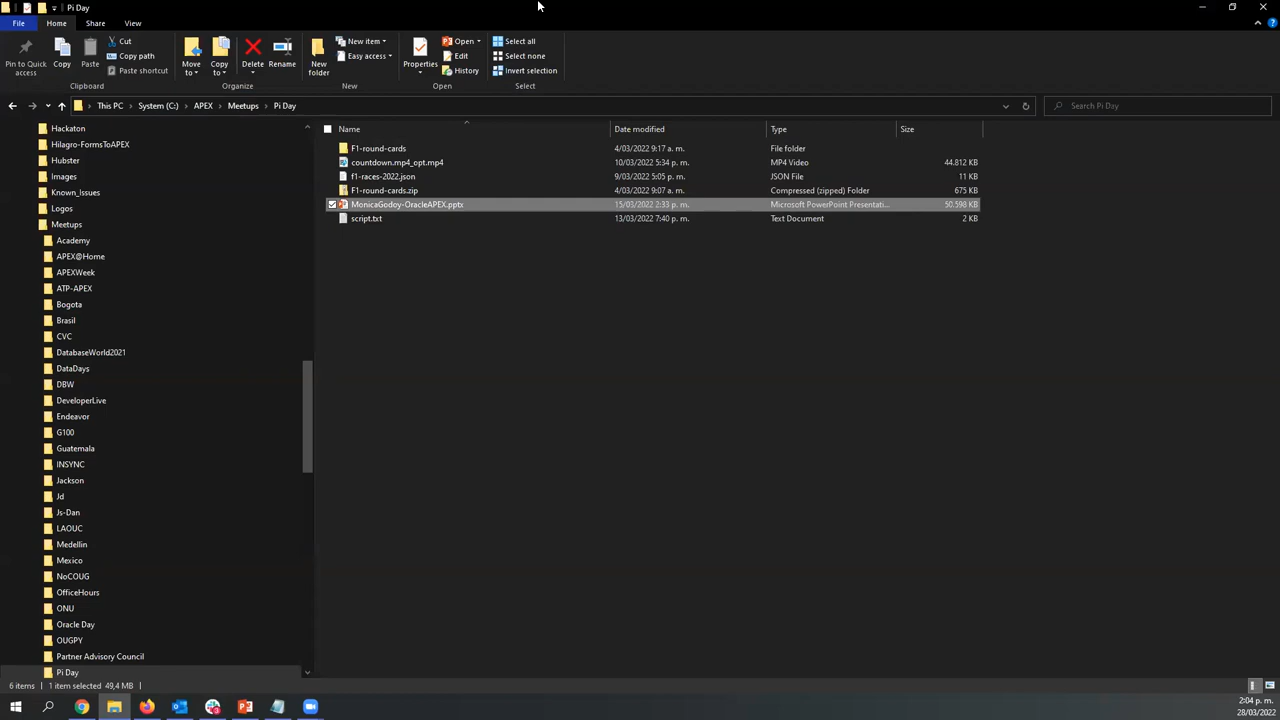 Pi Day
File Home Share View
Pin to Quick access
Copy
Paste
Cut
Copy path
Paste shortcut
Clipboard
Move to
Copy to
Delete
Rename
Organize
New folder
New item
Easy access
New
Properties
Open
Edit
History
Open
Select all
Select none
Invert selection
Select
This PC > System (C:) > APEX > Meetups > Pi Day
Search Pi Day
Hackaton
Hilagro-FormsToAPEX
Hubster
Images
Known_Issues
Logos
Meetups
Academy
APEX@Home
APEXWeek
ATP-APEX
Bogota
Brasil
CVC
DatabaseWorld2021
DataDays
DBW
DeveloperLive
Endeavor
G100
Guatemala
INSYNC
Jackson
Jd
Js-Dan
LAOUC
Medellin
Mexico
NoCOUG
OfficeHours
ONU
Oracle Day
OUGPY
Partner Advisory Council
Pi Day
Name Date modified Type Size
F1-round-cards 4/03/2022 9:17 a. m. File folder
countdown.mp4_opt.mp4 10/03/2022 5:34 p. m. MP4 Video 44.812 KB
f1-races-2022.json 9/03/2022 5:05 p. m. JSON File 11 KB
F1-round-cards.zip 4/03/2022 9:07 a. m. Compressed (zipped) Folder 675 KB
MonicaGodoy-OracleAPEX.pptx 15/03/2022 2:33 p. m. Microsoft PowerPoint Presentati... 50.598 KB
script.txt 13/03/2022 7:40 p. m. Text Document 2 KB
6 items 1 item selected 49,4 MB
2:04 p. m.
28/03/2022